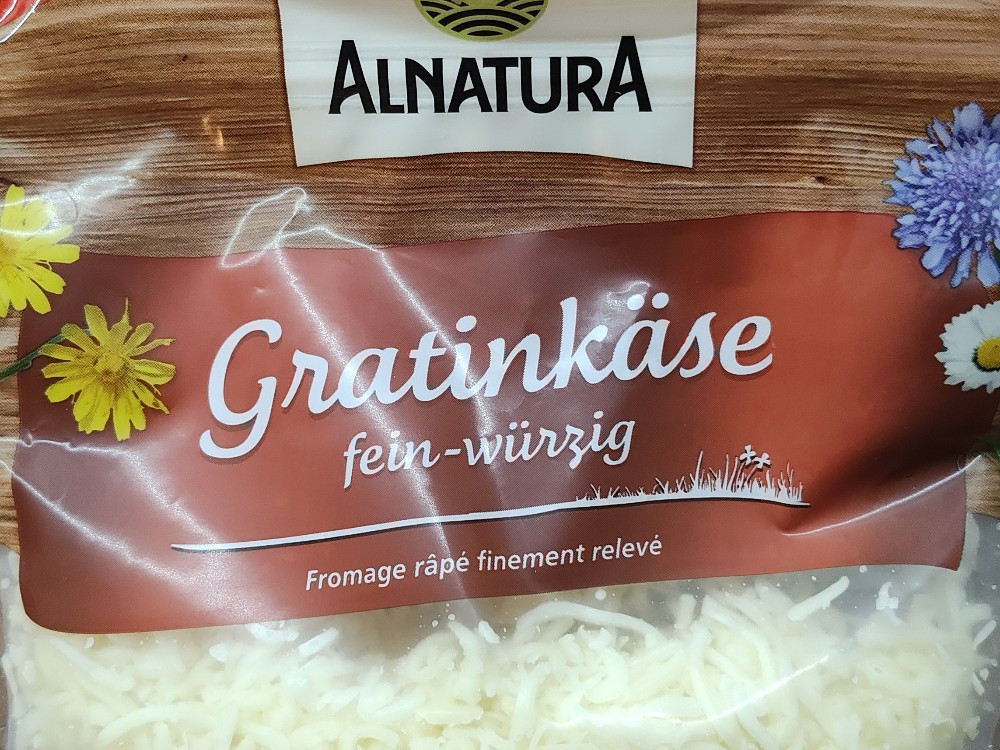 ALNATURA
Gratinkäse
fein-würzig
Fromage râpé finement relevé